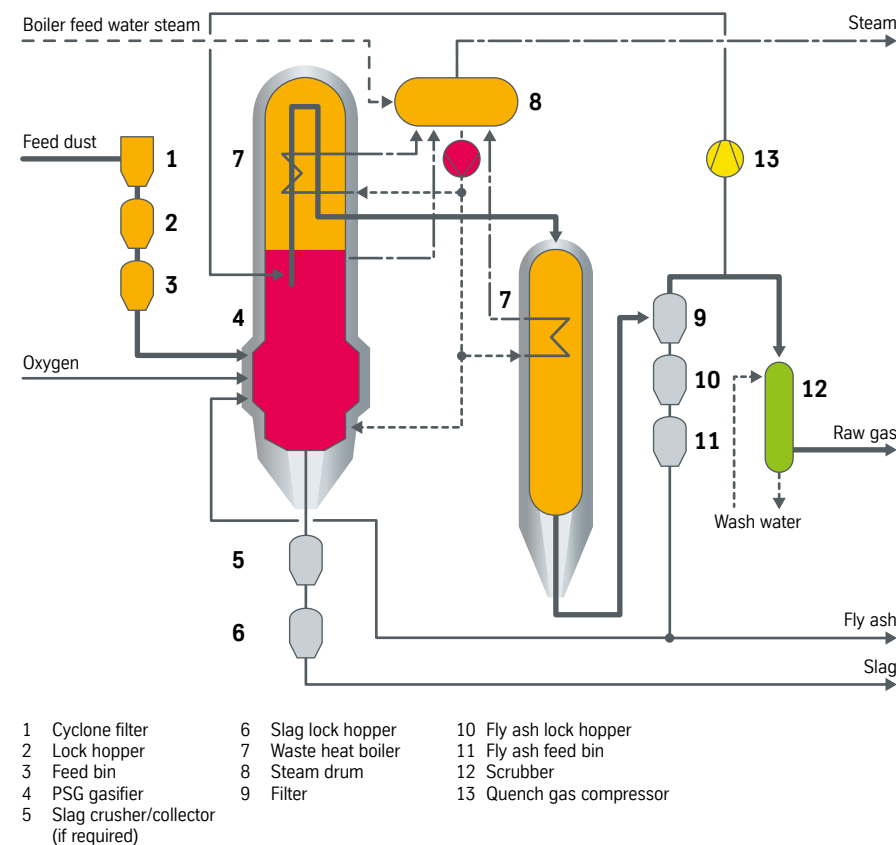 Boiler feed water steam
Steam
8
Feed dust
1
7
13
2
3
7
4
9
Oxygen
10
12
11
Raw gas
Wash water
5
Fly ash
6
Slag
1 Cyclone filter
2 Lock hopper
3 Feed bin
4 PSG gasifier
5 Slag crusher/collector
(if required)
6 Slag lock hopper
7 Waste heat boiler
8 Steam drum
9 Filter
10 Fly ash lock hopper
11 Fly ash feed bin
12 Scrubber
13 Quench gas compressor